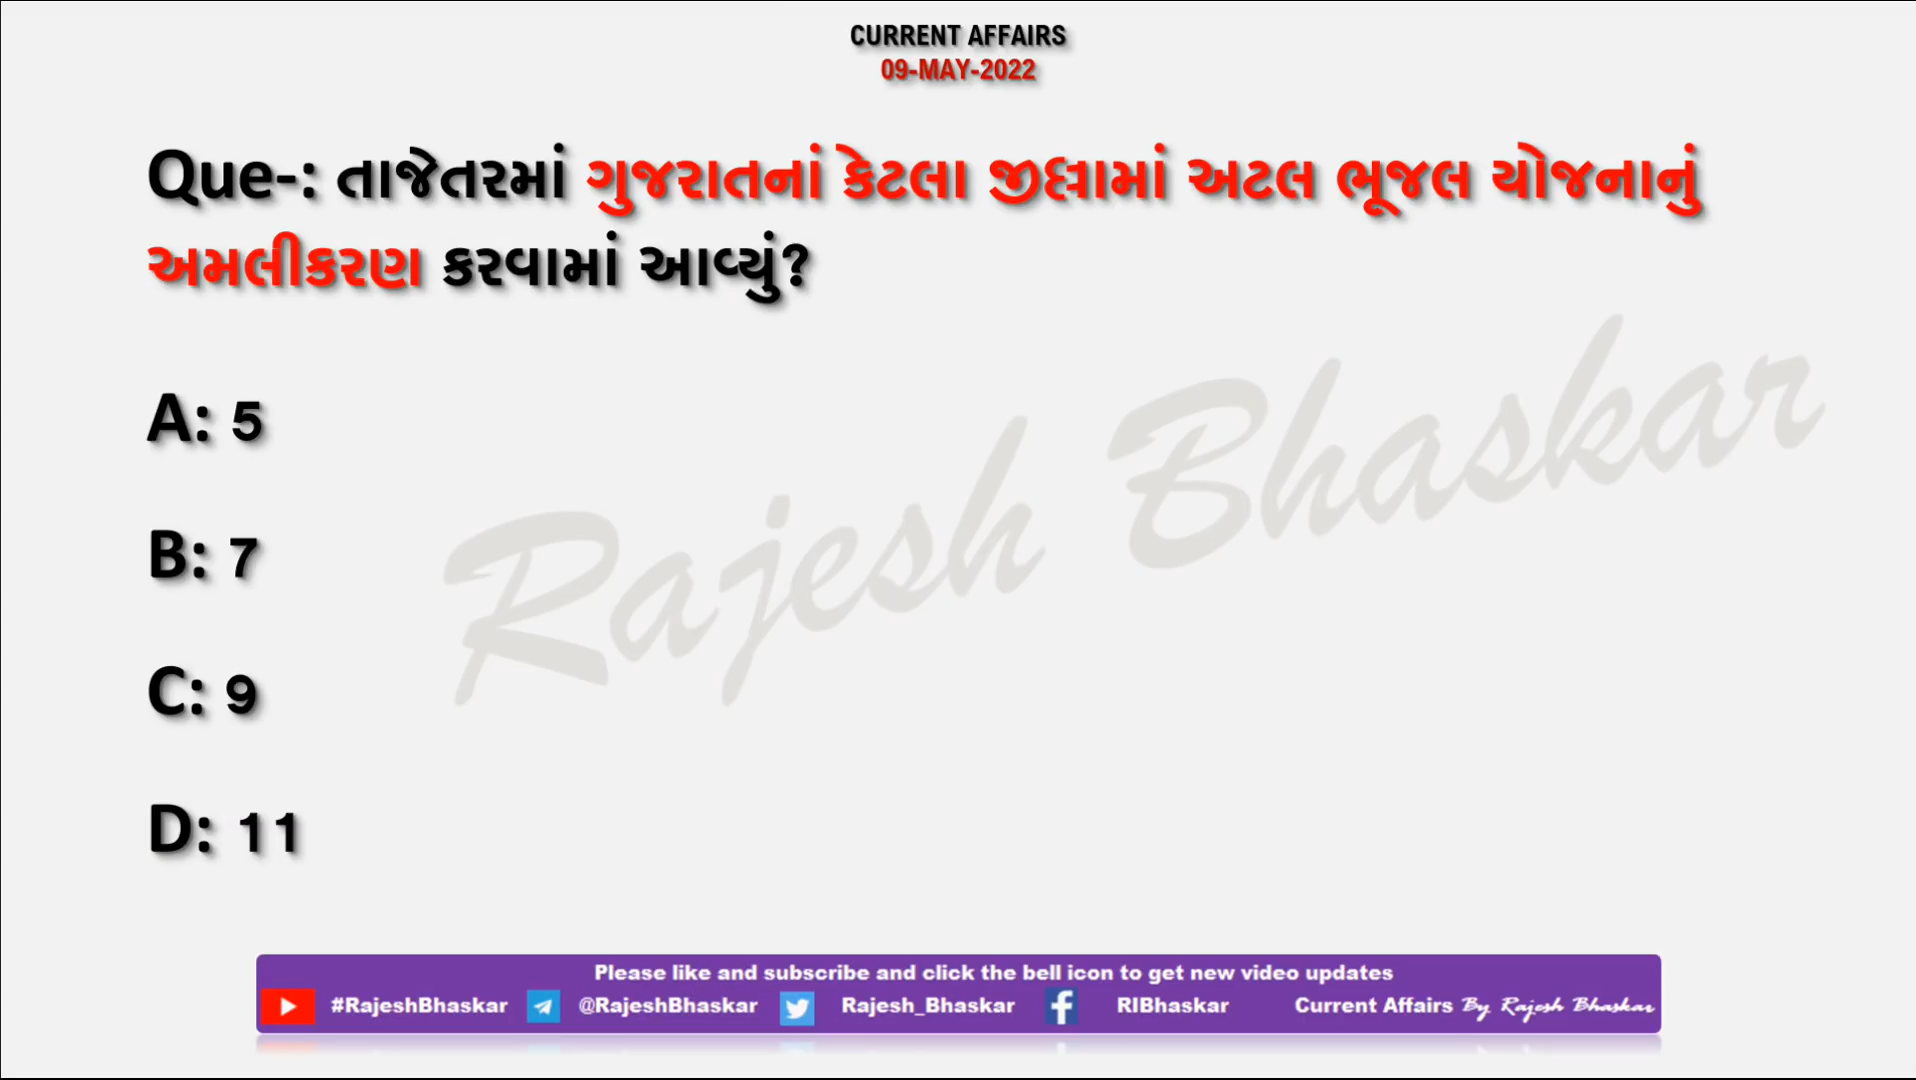 CURRENT AFFAIRS
09-MAY-2022
Que-: તાજેતરમાં ગુજરાતનાં કેટલા જીલ્લામાં અટલ ભૂજલ યોજનાનું
અમલીકરણ કરવામાં આવ્યું?
Rajesh Bhaskar
A: 5
B: 7
C: 9
D: 11
Please like and subscribe and click the bell icon to get new video updates
#RajeshBhaskar @RajeshBhaskar Rajesh_Bhaskar RIBhaskar Current Affairs By Rajesh Bhaskar